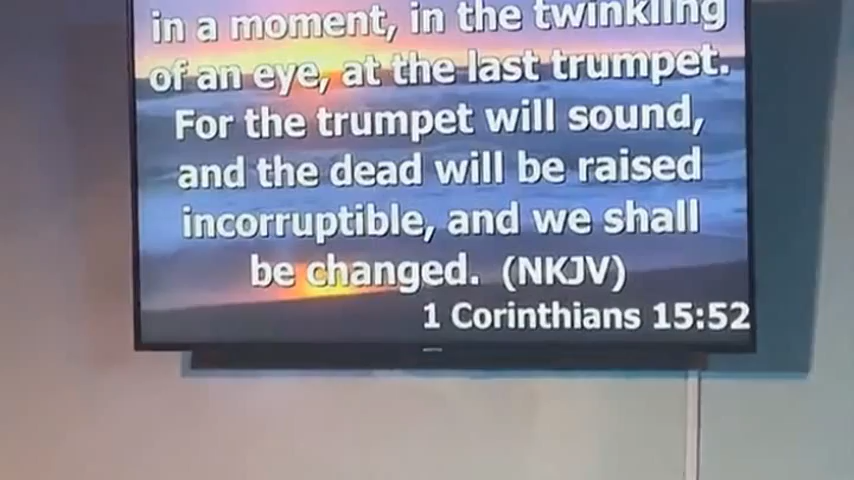 in a moment, in the twinkling
of an eye, at the last trumpet.
For the trumpet will sound,
and the dead will be raised
incorruptible, and we shall
be changed. (NKJV)
1 Corinthians 15:52